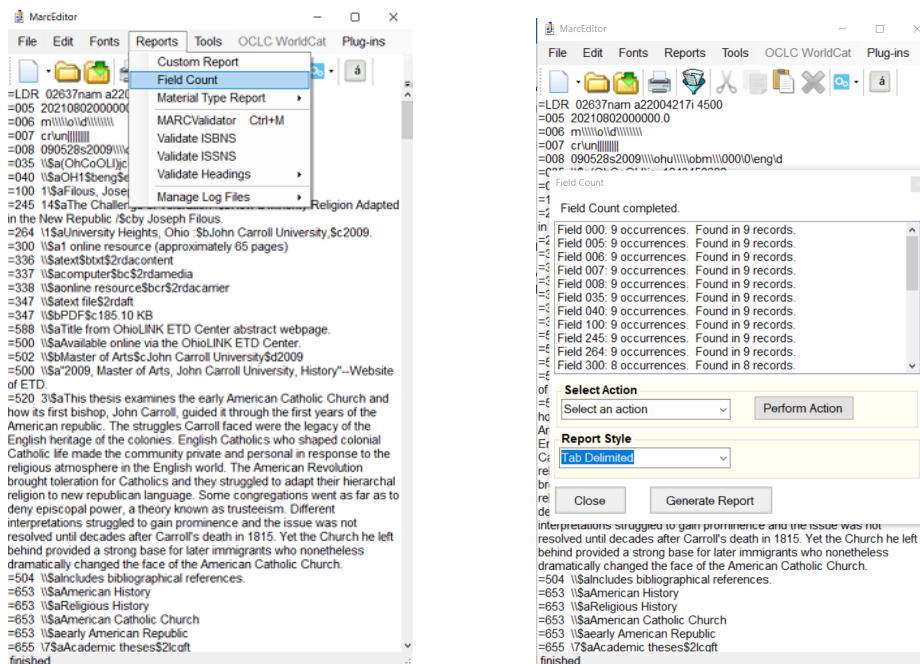 MarcEditor
File Edit Fonts Reports Tools OCLC WorldCat Plug-ins
Custom Report
Field Count
Material Type Report
MARCValidator Ctrl+M
Validate ISBNS
Validate ISSNS
Validate Headings
Manage Log Files
á
=LDR 02637nam a220
=005 20210802000000
=006 m\\\\\o\\d\\\\\\\\
=007 cr\un|||||||||
=008 090528s2009\\\\
=035 \\$a(OhCoOLI)jc
=040 \\$aOH1$beng$e
=100 1\$aFilous, Jose
=245 14$aThe Challeng Religion Adapted
in the New Republic /$cby Joseph Filous.
=264 \1$aUniversity Heights, Ohio :$bJohn Carroll University,$c2009.
=300 \\$a1 online resource (approximately 65 pages)
=336 \\$atext$btxt$2rdacontent
=337 \\$acomputer$bc$2rdamedia
=338 \\$aonline resource$bcr$2rdacarrier
=347 \\$atext file$2rdaft
=347 \\$bPDF$c185.10 KB
=588 \\$aTitle from OhioLINK ETD Center abstract webpage.
=500 \\$aAvailable online via the OhioLINK ETD Center.
=502 \\$bMaster of Arts$cJohn Carroll University$d2009
=500 \\$a"2009, Master of Arts, John Carroll University, History"--Website
of ETD.
=520 3\$aThis thesis examines the early American Catholic Church and
how its first bishop, John Carroll, guided it through the first years of the
American republic. The struggles Carroll faced were the legacy of the
English heritage of the colonies. English Catholics who shaped colonial
Catholic life made the community private and personal in response to the
religious atmosphere in the English world. The American Revolution
brought toleration for Catholics and they struggled to adapt their hierarchal
religion to new republican language. Some congregations went as far as to
deny episcopal power, a theory known as trusteeism. Different
interpretations struggled to gain prominence and the issue was not
resolved until decades after Carroll's death in 1815. Yet the Church he left
behind provided a strong base for later immigrants who nonetheless
dramatically changed the face of the American Catholic Church.
=504 \\$aIncludes bibliographical references.
=653 \\$aAmerican History
=653 \\$aReligious History
=653 \\$aAmerican Catholic Church
=653 \\$aearly American Republic
=655 \7$aAcademic theses$2lcgft
finished
MarcEditor
File Edit Fonts Reports Tools OCLC WorldCat Plug-ins
á
=LDR 02637nam a22004217i 4500
=005 20210802000000.0
=006 m\\\\\o\\d\\\\\\\\
=007 cr\un|||||||||
=008 090528s2009\\\\ohu\\\\\obm\\\000\0\eng\d
Field Count
Field Count completed.
Field 000: 9 occurrences. Found in 9 records.
Field 005: 9 occurrences. Found in 9 records.
Field 006: 9 occurrences. Found in 9 records.
Field 007: 9 occurrences. Found in 9 records.
Field 008: 9 occurrences. Found in 9 records.
Field 035: 9 occurrences. Found in 9 records.
Field 040: 9 occurrences. Found in 9 records.
Field 100: 9 occurrences. Found in 9 records.
Field 245: 9 occurrences. Found in 9 records.
Field 264: 9 occurrences. Found in 9 records.
Field 300: 8 occurrences. Found in 8 records.
Select Action
Select an action Perform Action
Report Style
Tab Delimited
Close Generate Report
interpretations struggled to gain prominence and the issue was not
resolved until decades after Carroll's death in 1815. Yet the Church he left
behind provided a strong base for later immigrants who nonetheless
dramatically changed the face of the American Catholic Church.
=504 \\$aIncludes bibliographical references.
=653 \\$aAmerican History
=653 \\$aReligious History
=653 \\$aAmerican Catholic Church
=653 \\$aearly American Republic
=655 \7$aAcademic theses$2lcgft
finished